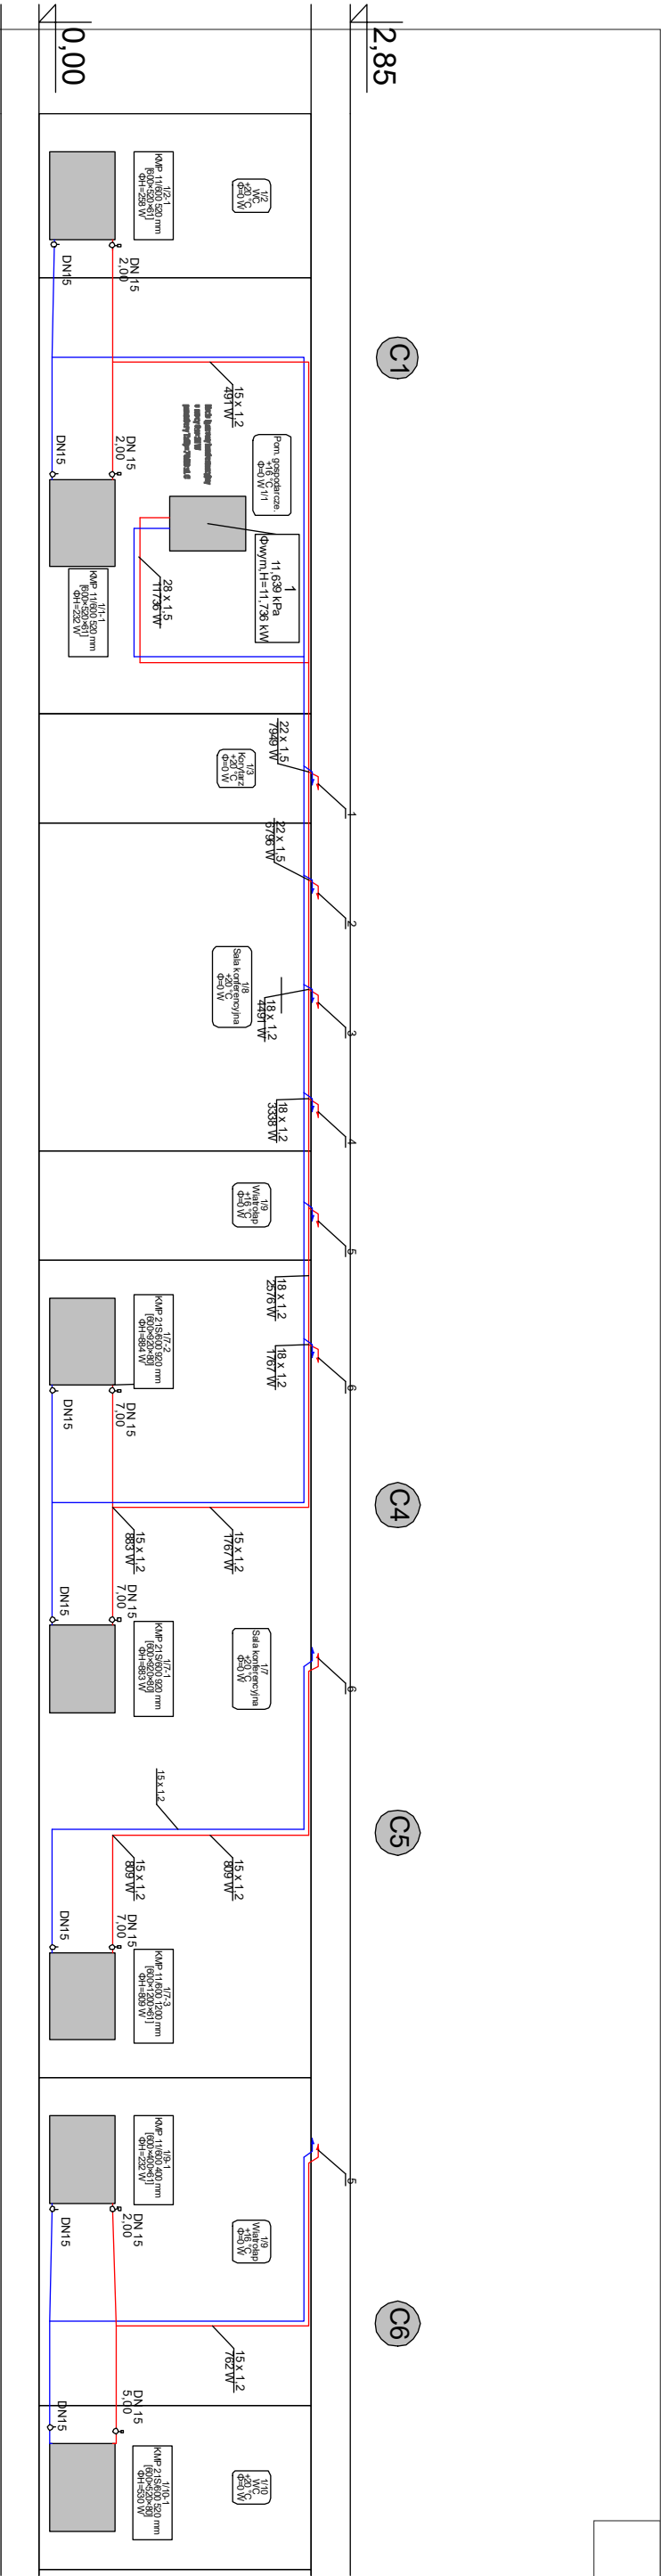 2,85
0,00
1/2
WC
+20 °C
Φ=0 W
1/2-1
KMP 11/600 520 mm
[600×520×61]
ΦH=258 W
DN 15
2,00
DN15
C1
15 x 1,2
491 W
DN 15
2,00
DN15
Pom. gospodarcze.
+16 °C
Φ=0 W 1/1
1
11,639 kPa
Φwym,H=11,736 kW
1/1-1
KMP 11/600 520 mm
[600×520×61]
ΦH=232 W
28 x 1,5
11736 W
22 x 1,5
7949 W
1
1/3
Korytarz
+20 °C
Φ=0 W
22 x 1,5
6796 W
2
1/8
Sala konferencyjna
+20 °C
Φ=0 W
18 x 1,2
4491 W
3
18 x 1,2
3338 W
4
1/9
Wiatrołap
+16 °C
Φ=0 W
5
18 x 1,2
2576 W
18 x 1,2
1767 W
6
1/7-2
KMP 21S/600 920 mm
[600×920×80]
ΦH=884 W
DN 15
7,00
DN15
C4
15 x 1,2
1767 W
15 x 1,2
883 W
DN 15
7,00
DN15
1/7
Sala konferencyjna
+20 °C
Φ=0 W
1/7-1
KMP 21S/600 920 mm
[600×920×80]
ΦH=883 W
6
15 x 1,2
C5
15 x 1,2
809 W
15 x 1,2
809 W
DN 15
7,00
DN15
1/7-3
KMP 11/600 1200 mm
[600×1200×61]
ΦH=809 W
5
1/9-1
KMP 11/600 400 mm
[600×400×61]
ΦH=232 W
DN 15
2,00
DN15
1/9
Wiatrołap
+16 °C
Φ=0 W
C6
15 x 1,2
762 W
DN 15
5,00
DN15
1/10
WC
+20 °C
Φ=0 W
1/10-1
KMP 21S/600 520 mm
[600×520×80]
ΦH=530 W